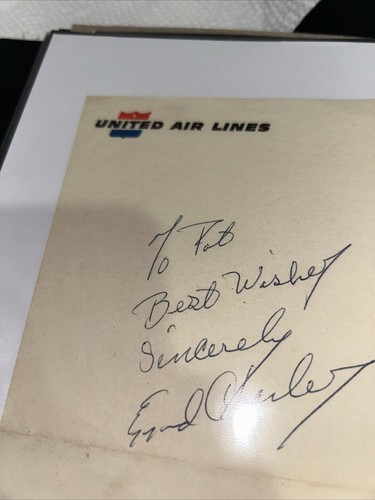 UNITED AIR LINES
To Pat
Best Wishes
Sincerely